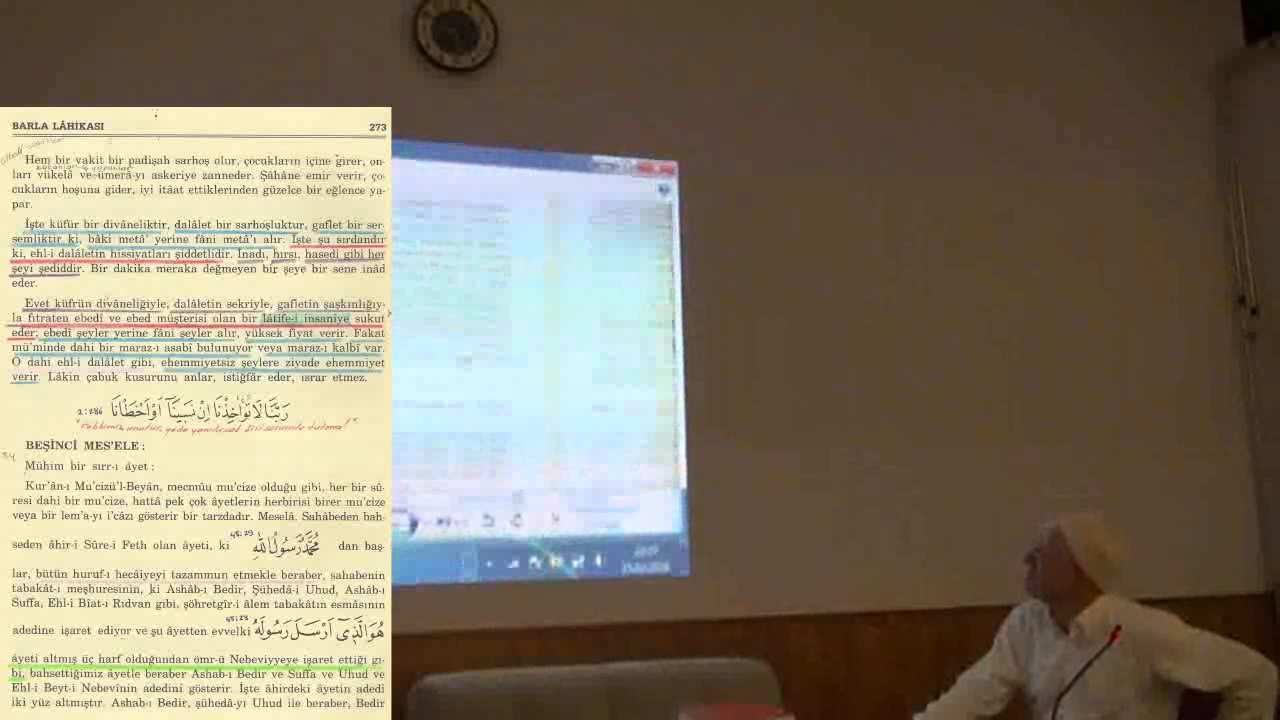 BARLA LÂHİKASI 273
Hem bir vakit bir padişah sarhoş olur, çocukların içine girer, on-
ları vükelâ ve ümerâ-yı askeriye zanneder. Şâhâne emir verir, ço-
cukların hoşuna gider, iyi itâat ettiklerinden güzelce bir eğlence ya-
par.
İşte küfür bir divâneliktir, dalâlet bir sarhoşluktur, gaflet bir ser-
semliktir ki, bâki metâ' yerine fâni metâ'ı alır. İşte şu sırdandır
ki, ehl-i dalâletin hissiyatları şiddetlidir. İnadı, hırsı, hasedi gibi her
şeyi şediddir. Bir dakika meraka değmeyen bir şeye bir sene inâd
eder.
Evet küfrün divâneliğiyle, dalâletin sekriyle, gafletin şaşkınlığıy-
la fıtraten ebedî ve ebed müşterisi olan bir lâtife-i insaniye sukut
eder; ebedî şeyler yerine fâni şeyler alır, yüksek fiyat verir. Fakat
mü'minde dahi bir maraz-ı asabî bulunuyor veya maraz-ı kalbî var.
O dahi ehl-i dalâlet gibi, ehemmiyetsiz şeylere ziyade ehemmiyet
verir. Lâkin çabuk kusurunu anlar, istiğfâr eder, ısrar etmez.
2:286 رَبَّنَا لَا تُؤَاخِذْنَا اِنْ نَسِينَا اَوْ اَخْطَاْنَا
BEŞİNCİ MES'ELE :
Mühim bir sırr-ı âyet :
Kur'ân-ı Mu'cizü'l-Beyân, mecmûu mu'cize olduğu gibi, her bir sû-
resi dahi bir mu'cize, hattâ pek çok âyetlerin herbirisi birer mu'cize
veya bir lem'a-yı i'câzı gösterir bir tarzdadır. Meselâ. Sahâbeden bah-
seden âhir-i Sûre-i Feth olan âyeti, ki 48:29 مُحَمَّدٌ رَسُولُ اللّٰهِ dan baş-
lar, bütün huruf-ı hecâiyeyi tazammun etmekle beraber, sahabenin
tabakât-ı meşhuresinin, ki Ashâb-ı Bedir, Şühedâ-i Uhud, Ashâb-ı
Suffa, Ehl-i Bîat-ı Rıdvan gibi, şöhretgîr-i âlem tabakâtın esmâsının
adedine işaret ediyor ve şu âyetten evvelki 48:28 هُوَ الَّذِى اَرْسَلَ رَسُولَهُ
âyeti altmış üç harf olduğundan ömr-ü Nebeviyyeye işaret ettiği gi-
bi, bahsettiğimiz âyetle beraber Ashab-ı Bedir ve Suffa ve Uhud ve
Ehl-i Beyt-i Nebevînin adedini gösterir. İşte âhirdeki âyetin adedi
iki yüz altmıştır. Ashab-ı Bedir, şühedâ-yı Uhud ile beraber, Bedir